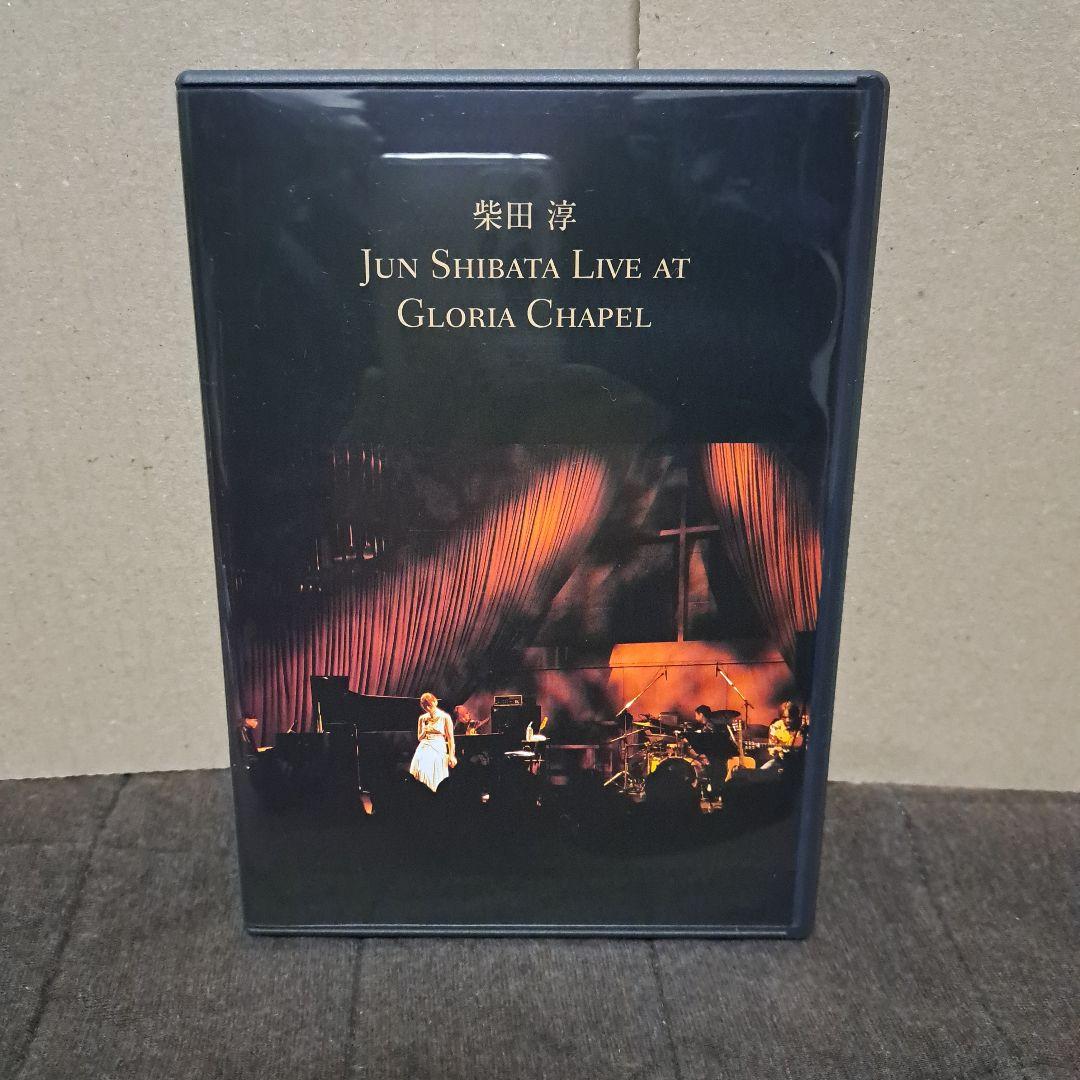 柴田 淳
JUN SHIBATA LIVE AT
GLORIA CHAPEL